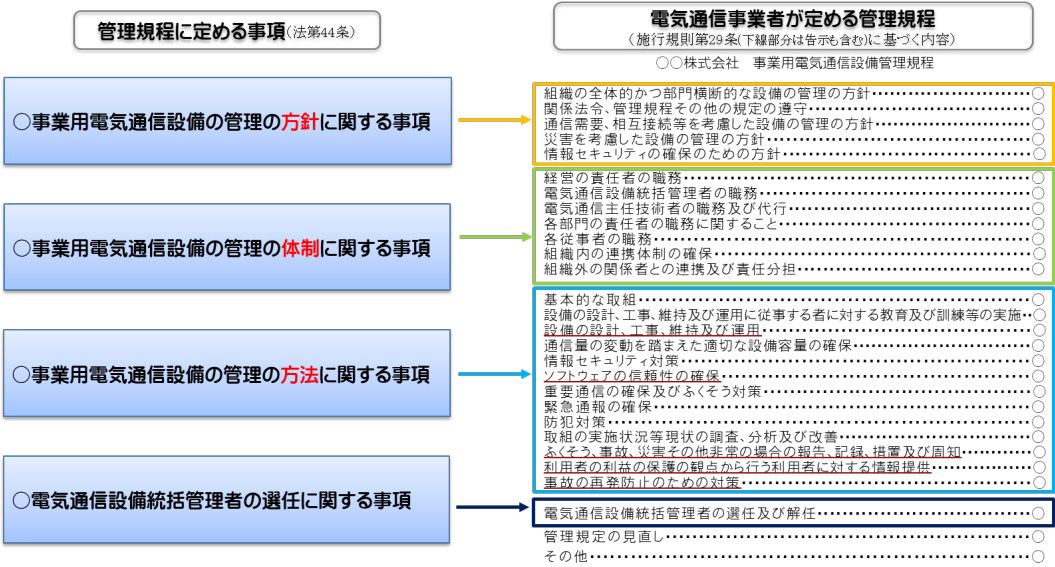 管理規程に定める事項(法第44条)
○事業用電気通信設備の管理の方針に関する事項
○事業用電気通信設備の管理の体制に関する事項
○事業用電気通信設備の管理の方法に関する事項
○電気通信設備統括管理者の選任に関する事項
電気通信事業者が定める管理規程
(施行規則第29条(下線部分は告示も含む)に基づく内容)
○○株式会社　事業用電気通信設備管理規程
組織の全体的かつ部門横断的な設備の管理の方針・・・・・・・・・・○
関係法令、管理規程その他の規定の遵守・・・・・・・・・・○
通信需要、相互接続等を考慮した設備の管理の方針・・・・・・・・・・○
災害を考慮した設備の管理の方針・・・・・・・・・・○
情報セキュリティの確保のための方針・・・・・・・・・・○
経営の責任者の職務・・・・・・・・・・○
電気通信設備統括管理者の職務・・・・・・・・・・○
電気通信主任技術者の職務及び代行・・・・・・・・・・○
各部門の責任者の職務に関すること・・・・・・・・・・○
各従事者の職務・・・・・・・・・・○
組織内の連携体制の確保・・・・・・・・・・○
組織外の関係者との連携及び責任分担・・・・・・・・・・○
基本的な取組・・・・・・・・・・○
設備の設計、工事、維持及び運用に従事する者に対する教育及び訓練等の実施・・○
設備の設計、工事、維持及び運用・・・・・・・・・・○
通信量の変動を踏まえた適切な設備容量の確保・・・・・・・・・・○
情報セキュリティ対策・・・・・・・・・・○
ソフトウェアの信頼性の確保・・・・・・・・・・○
重要通信の確保及びふくそう対策・・・・・・・・・・○
緊急通報の確保・・・・・・・・・・○
防犯対策・・・・・・・・・・○
取組の実施状況等現状の調査、分析及び改善・・・・・・・・・・○
ふくそう、事故、災害その他非常の場合の報告、記録、措置及び周知・・・・・・○
利用者の利益の保護の観点から行う利用者に対する情報提供・・・・・・・・○
事故の再発防止のための対策・・・・・・・・・・○
電気通信設備統括管理者の選任及び解任・・・・・・・・・・○
管理規定の見直し・・・・・・・・・・○
その他・・・・・・・・・・○